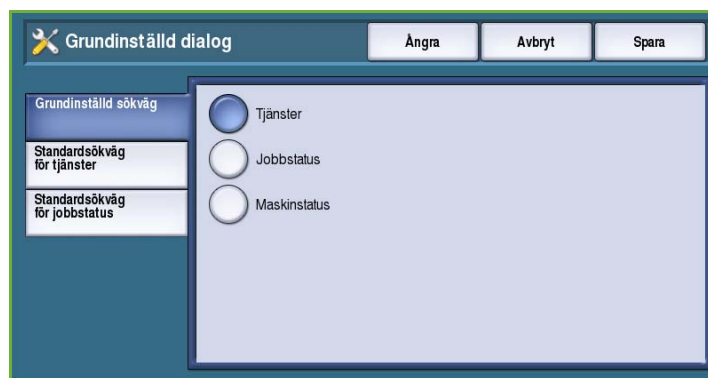 Grundinställd dialog
Ångra
Avbryt
Spara
Grundinställd sökväg
Standardsökväg
för tjänster
Standardsökväg
för jobbstatus
Tjänster
Jobbstatus
Maskinstatus